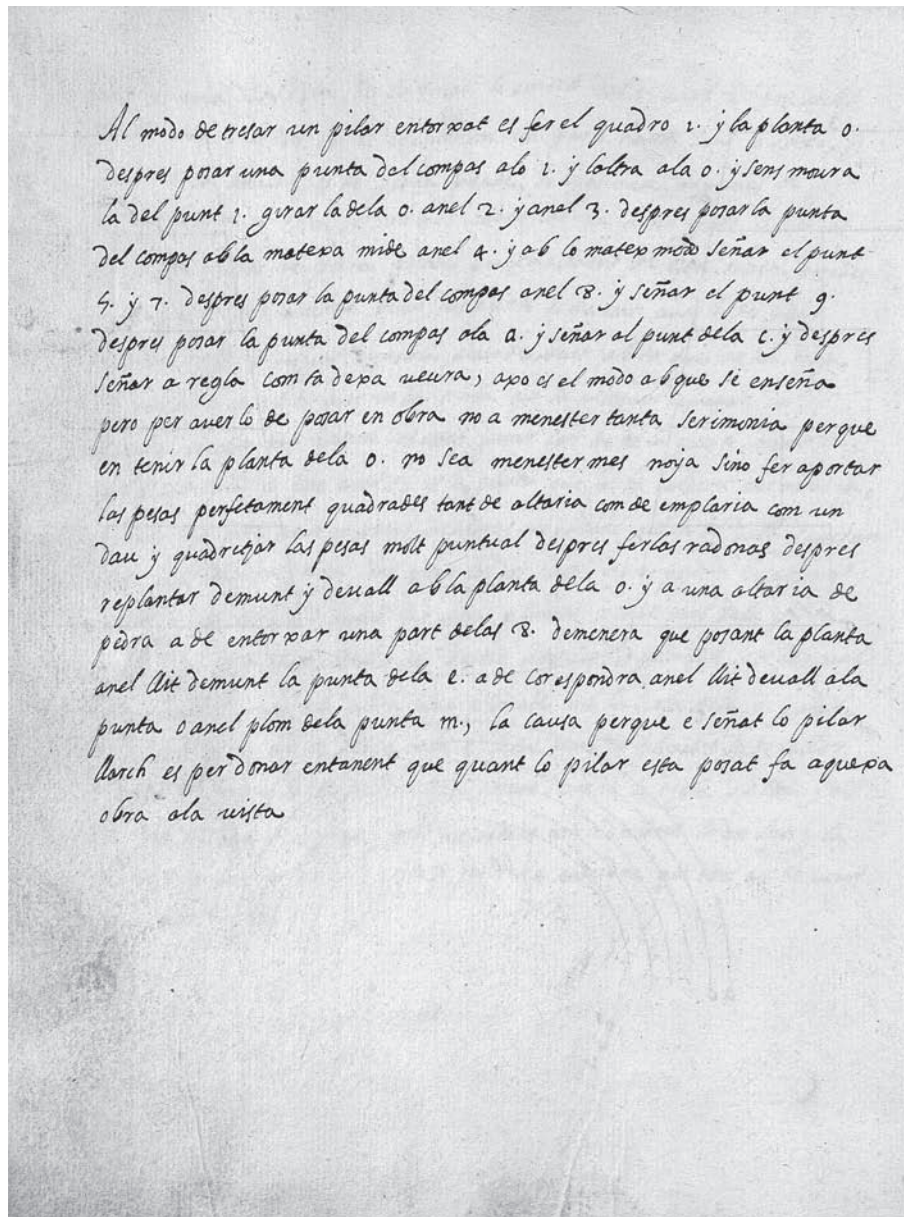 Al modo de tresar un pilar entorxat es fer el quadro 1. y la planta o.
despres posar una punta del compas alo 1. y laltra ala o. y sens moura
la del punt 1. girar la dela o. anel 2. y anel 3. despres posar la punta
del compas ab la matexa mide anel 4. y ab lo matex modo señar el punt
5. y 7. despres posar la punta del compas anel 8. y señar el punt 9.
despres posar la punta del compas ala a. y señar al punt dela c. y despres
señar a regla com ta dexa veura, axo es el modo ab que se enseña
pero per averlo de posar en obra no a menester tanta serimonia perque
en tenir la planta dela o. no sea menester mes noja sino fer aportar
las pesas perfetament quadrades tant de altaria com de emplaria com un
dau y quadretjar las pesas molt puntual despres ferlas radonas despres
replantar demunt y devall ab la planta dela o. y a una altaria de
pedra a de entorxar una part delas 8. demenera que posant la planta
anel llit demunt la punta dela e. a de corespondra anel llit devall ala
punta o anel plom dela punta m., la causa perque e señat lo pilar
llarch es per donar entanent que quant lo pilar esta posat fa aquexa
obra ala vista